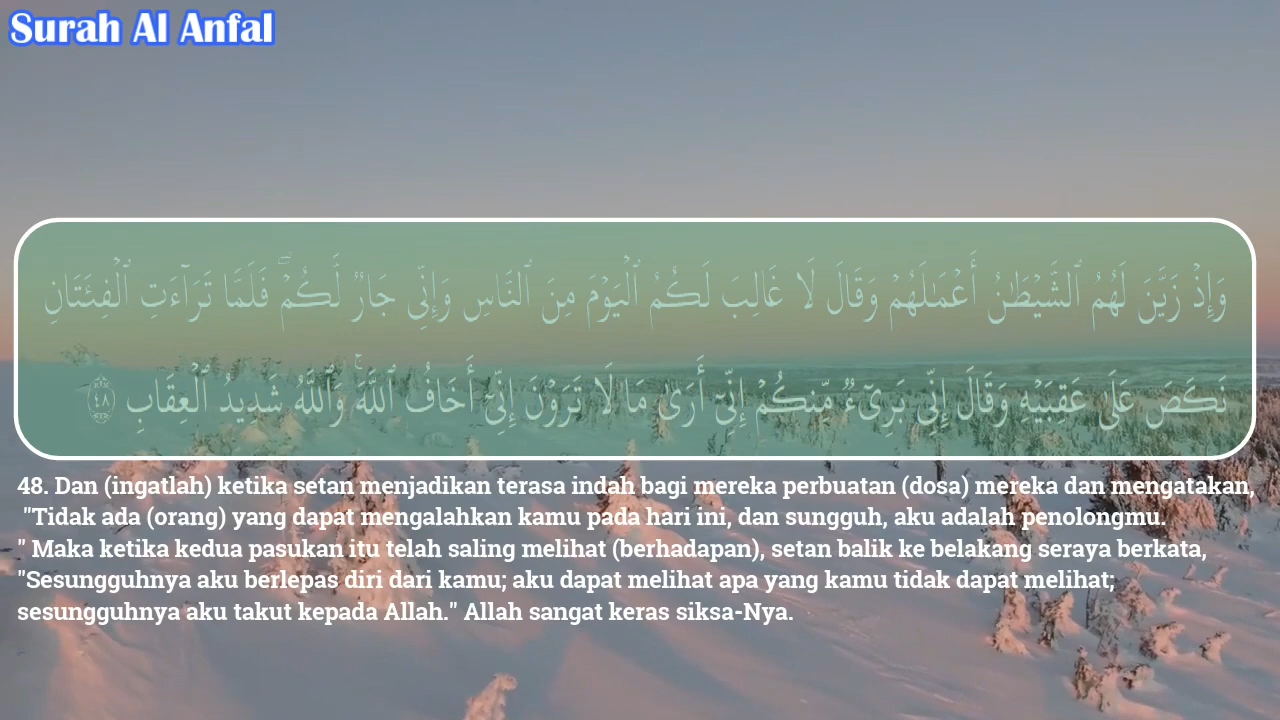 Surah Al Anfal
وَإِذْ زَيَّنَ لَهُمُ ٱلشَّيْطَٰنُ أَعْمَٰلَهُمْ وَقَالَ لَا غَالِبَ لَكُمُ ٱلْيَوْمَ مِنَ ٱلنَّاسِ وَإِنِّى جَارٌ لَّكُمْ ۖ فَلَمَّا تَرَآءَتِ ٱلْفِئَتَانِ
نَكَصَ عَلَىٰ عَقِبَيْهِ وَقَالَ إِنِّى بَرِىٓءٌ مِّنكُمْ إِنِّىٓ أَرَىٰ مَا لَا تَرَوْنَ إِنِّىٓ أَخَافُ ٱللَّهَ ۚ وَٱللَّهُ شَدِيدُ ٱلْعِقَابِ ٤٨
48. Dan (ingatlah) ketika setan menjadikan terasa indah bagi mereka perbuatan (dosa) mereka dan mengatakan,
"Tidak ada (orang) yang dapat mengalahkan kamu pada hari ini, dan sungguh, aku adalah penolongmu.
" Maka ketika kedua pasukan itu telah saling melihat (berhadapan), setan balik ke belakang seraya berkata,
"Sesungguhnya aku berlepas diri dari kamu; aku dapat melihat apa yang kamu tidak dapat melihat;
sesungguhnya aku takut kepada Allah." Allah sangat keras siksa-Nya.